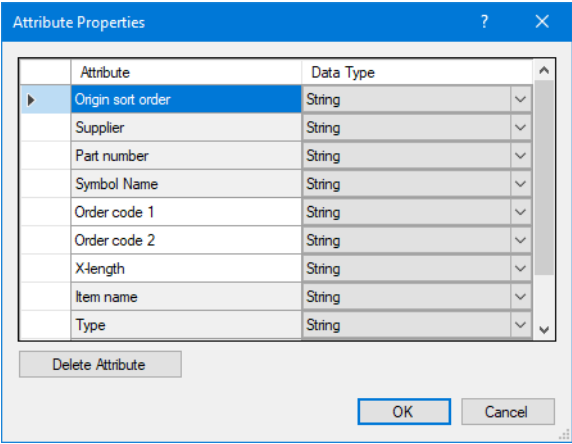 Attribute Properties ?
Attribute Data Type
Origin sort order String
Supplier String
Part number String
Symbol Name String
Order code 1 String
Order code 2 String
X-length String
Item name String
Type String
Delete Attribute
OK Cancel